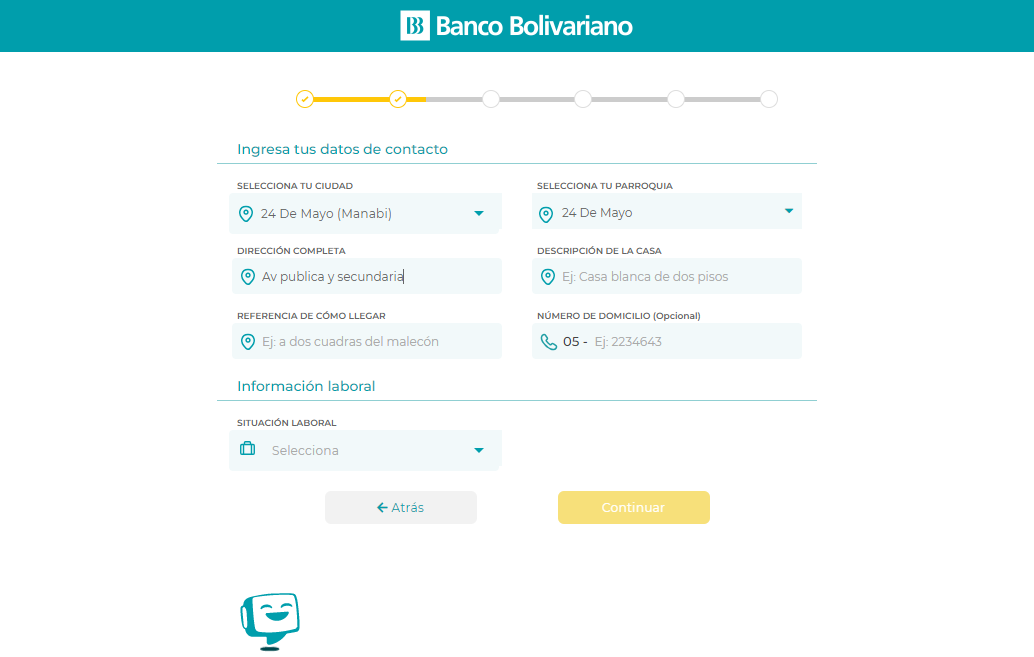 Banco Bolivariano
Ingresa tus datos de contacto
SELECCIONA TU CIUDAD
24 De Mayo (Manabi)
SELECCIONA TU PARROQUIA
24 De Mayo
DIRECCIÓN COMPLETA
Av publica y secundaria
DESCRIPCIÓN DE LA CASA
Ej: Casa blanca de dos pisos
REFERENCIA DE CÓMO LLEGAR
Ej: a dos cuadras del malecón
NÚMERO DE DOMICILIO (Opcional)
05 - Ej: 2234643
Información laboral
SITUACIÓN LABORAL
Selecciona
Atrás
Continuar